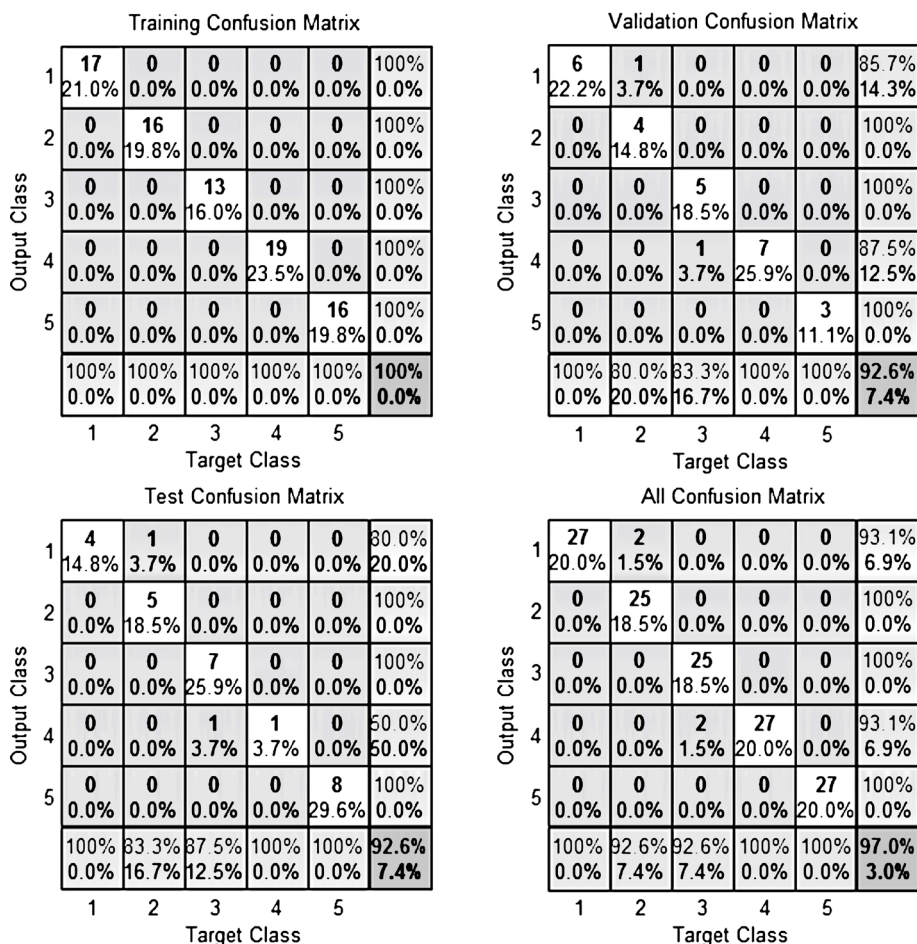 Training Confusion Matrix
17 0 0 0 0 100%
21.0% 0.0% 0.0% 0.0% 0.0% 0.0%
1
0 16 0 0 0 100%
0.0% 19.8% 0.0% 0.0% 0.0% 0.0%
2
0 0 13 0 0 100%
0.0% 0.0% 16.0% 0.0% 0.0% 0.0%
3
0 0 0 19 0 100%
0.0% 0.0% 0.0% 23.5% 0.0% 0.0%
4
0 0 0 0 16 100%
0.0% 0.0% 0.0% 0.0% 19.8% 0.0%
5
100% 100% 100% 100% 100% 100%
0.0% 0.0% 0.0% 0.0% 0.0% 0.0%
1 2 3 4 5
Target Class
Output Class
Validation Confusion Matrix
6 1 0 0 0 85.7%
22.2% 3.7% 0.0% 0.0% 0.0% 14.3%
1
0 4 0 0 0 100%
0.0% 14.8% 0.0% 0.0% 0.0% 0.0%
2
0 0 5 0 0 100%
0.0% 0.0% 18.5% 0.0% 0.0% 0.0%
3
0 0 1 7 0 87.5%
0.0% 0.0% 3.7% 25.9% 0.0% 12.5%
4
0 0 0 0 3 100%
0.0% 0.0% 0.0% 0.0% 11.1% 0.0%
5
100% 80.0% 83.3% 100% 100% 92.6%
0.0% 20.0% 16.7% 0.0% 0.0% 7.4%
1 2 3 4 5
Target Class
Output Class
Test Confusion Matrix
4 1 0 0 0 80.0%
14.8% 3.7% 0.0% 0.0% 0.0% 20.0%
1
0 5 0 0 0 100%
0.0% 18.5% 0.0% 0.0% 0.0% 0.0%
2
0 0 7 0 0 100%
0.0% 0.0% 25.9% 0.0% 0.0% 0.0%
3
0 0 1 1 0 50.0%
0.0% 0.0% 3.7% 3.7% 0.0% 50.0%
4
0 0 0 0 8 100%
0.0% 0.0% 0.0% 0.0% 29.6% 0.0%
5
100% 83.3% 87.5% 100% 100% 92.6%
0.0% 16.7% 12.5% 0.0% 0.0% 7.4%
1 2 3 4 5
Target Class
Output Class
All Confusion Matrix
27 2 0 0 0 93.1%
20.0% 1.5% 0.0% 0.0% 0.0% 6.9%
1
0 25 0 0 0 100%
0.0% 18.5% 0.0% 0.0% 0.0% 0.0%
2
0 0 25 0 0 100%
0.0% 0.0% 18.5% 0.0% 0.0% 0.0%
3
0 0 2 27 0 93.1%
0.0% 0.0% 1.5% 20.0% 0.0% 6.9%
4
0 0 0 0 27 100%
0.0% 0.0% 0.0% 0.0% 20.0% 0.0%
5
100% 92.6% 92.6% 100% 100% 97.0%
0.0% 7.4% 7.4% 0.0% 0.0% 3.0%
1 2 3 4 5
Target Class
Output Class